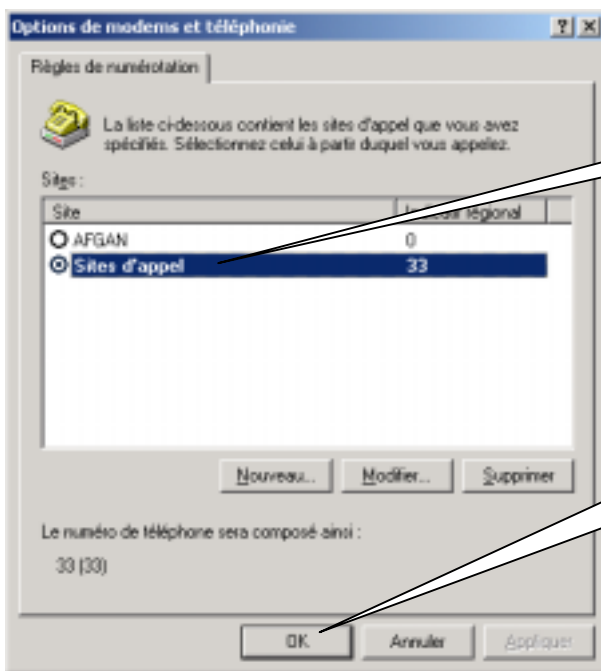 Options de modems et téléphonie
Règles de numérotation
La liste ci-dessous contient les sites d'appel que vous avez
spécifiés. Sélectionnez celui à partir duquel vous appelez.
Sites :
Site Indicatif régional
AFGAN 0
Sites d'appel 33
Nouveau... Modifier... Supprimer
Le numéro de téléphone sera composé ainsi :
33 (33)
OK Annuler Appliquer